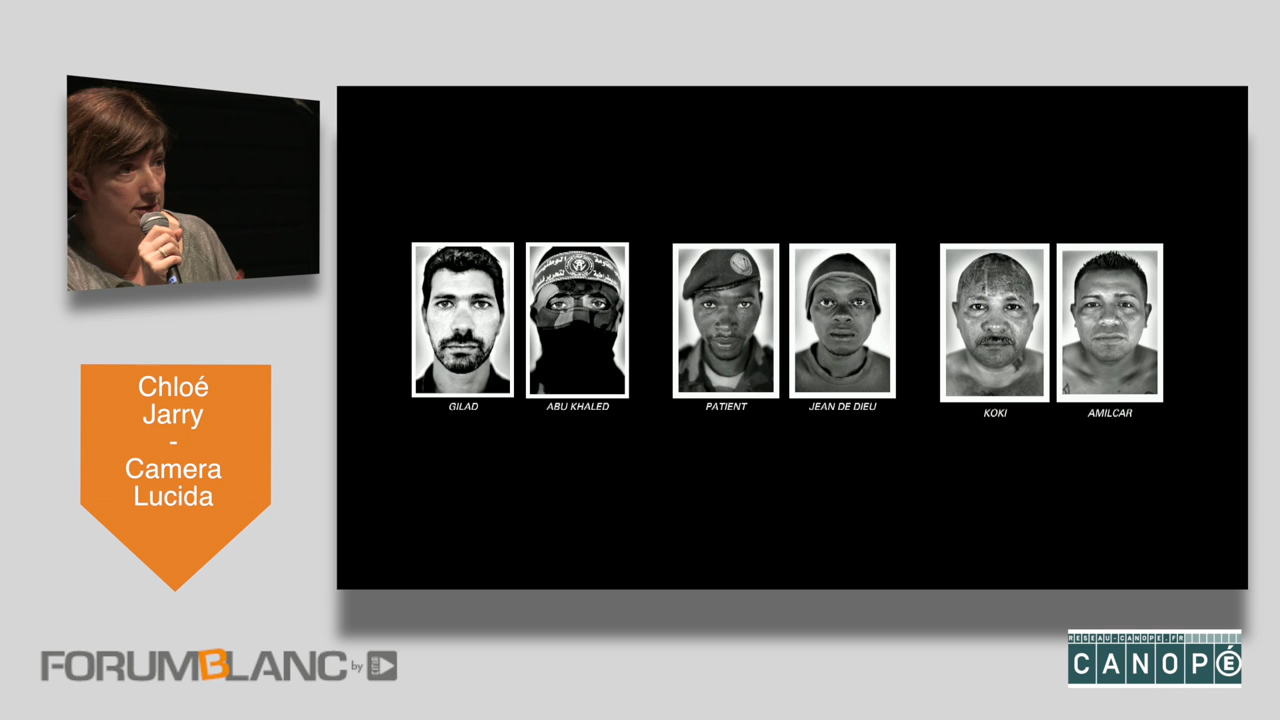 Chloé
Jarry
-
Camera
Lucida
GILAD
ABU KHALED
PATIENT
JEAN DE DIEU
KOKI
AMILCAR
FORUMBLANC by
RESEAU-CANOPE.FR
CANOPÉ